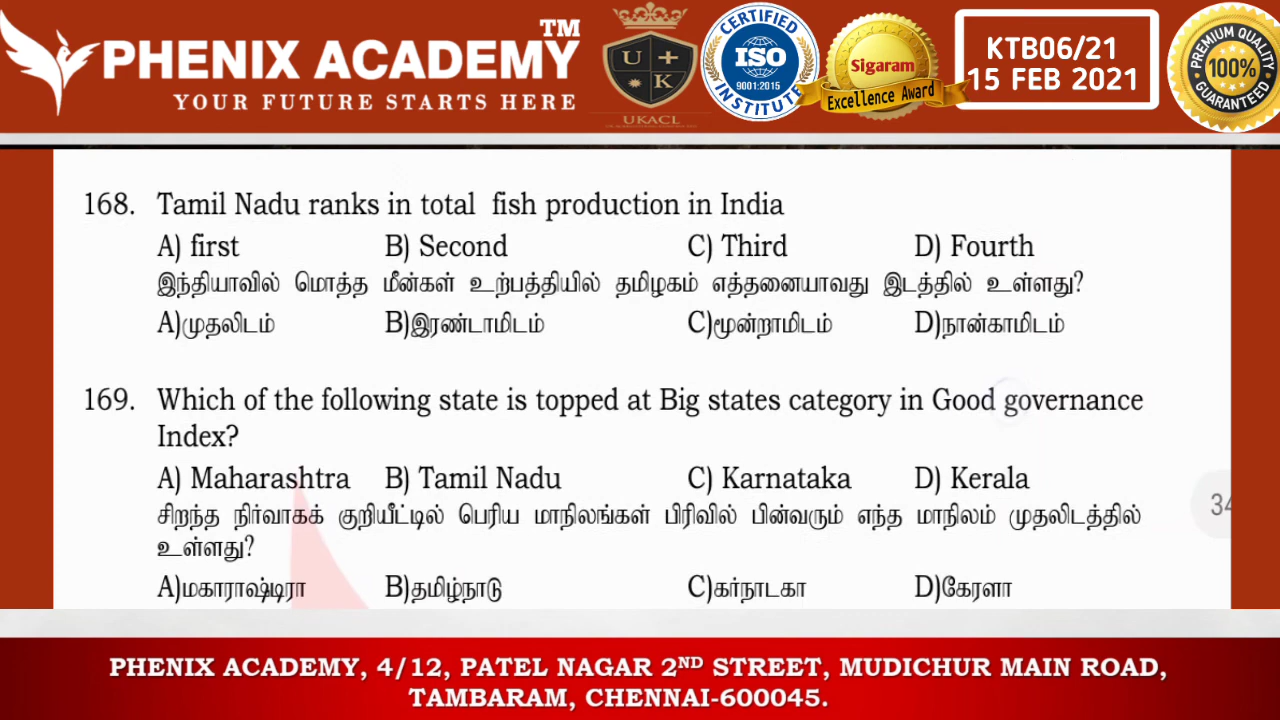 TM
PHENIX ACADEMY
YOUR FUTURE STARTS HERE
U +
K
UKACL
CERTIFIED
ISO
9001:2015
INSTITUTE
Sigaram
Excellence Award
KTB06/21
15 FEB 2021
PREMIUM QUALITY
100%
GUARANTEED
168. Tamil Nadu ranks in total fish production in India
A) first B) Second C) Third D) Fourth
இந்தியாவில் மொத்த மீன்கள் உற்பத்தியில் தமிழகம் எத்தனையாவது இடத்தில் உள்ளது?
A)முதலிடம் B)இரண்டாமிடம் C)மூன்றாமிடம் D)நான்காமிடம்
169. Which of the following state is topped at Big states category in Good governance
Index?
A) Maharashtra B) Tamil Nadu C) Karnataka D) Kerala
சிறந்த நிர்வாகக் குறியீட்டில் பெரிய மாநிலங்கள் பிரிவில் பின்வரும் எந்த மாநிலம் முதலிடத்தில்
உள்ளது?
A)மகாராஷ்டிரா B)தமிழ்நாடு C)கர்நாடகா D)கேரளா
34
PHENIX ACADEMY, 4/12, PATEL NAGAR 2ND STREET, MUDICHUR MAIN ROAD,
TAMBARAM, CHENNAI-600045.